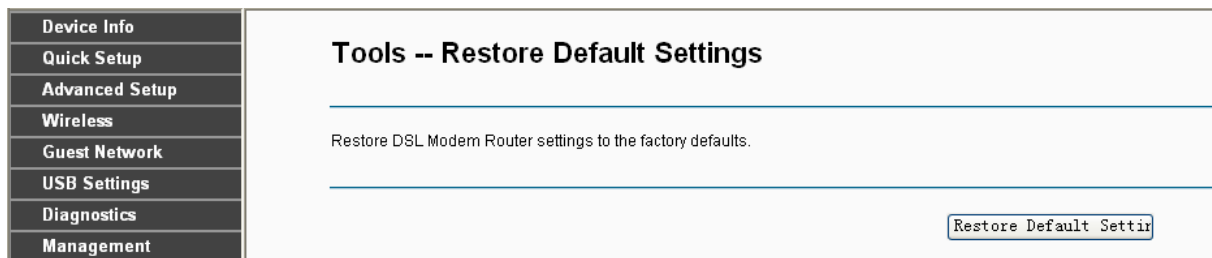 Device Info
Quick Setup
Advanced Setup
Wireless
Guest Network
USB Settings
Diagnostics
Management
Tools -- Restore Default Settings
Restore DSL Modem Router settings to the factory defaults.
Restore Default Settin